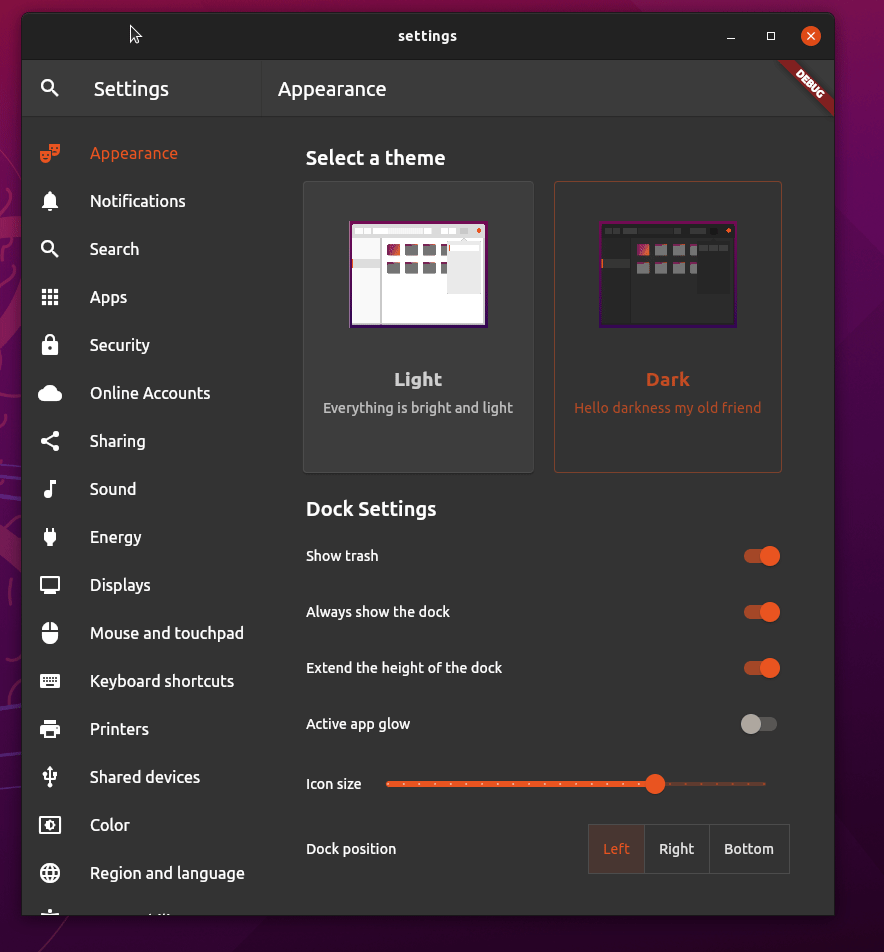 settings
Settings
Appearance
DEBUG
Appearance
Notifications
Search
Apps
Security
Online Accounts
Sharing
Sound
Energy
Displays
Mouse and touchpad
Keyboard shortcuts
Printers
Shared devices
Color
Region and language
Select a theme
Light
Everything is bright and light
Dark
Hello darkness my old friend
Dock Settings
Show trash
Always show the dock
Extend the height of the dock
Active app glow
Icon size
Dock position
Left
Right
Bottom